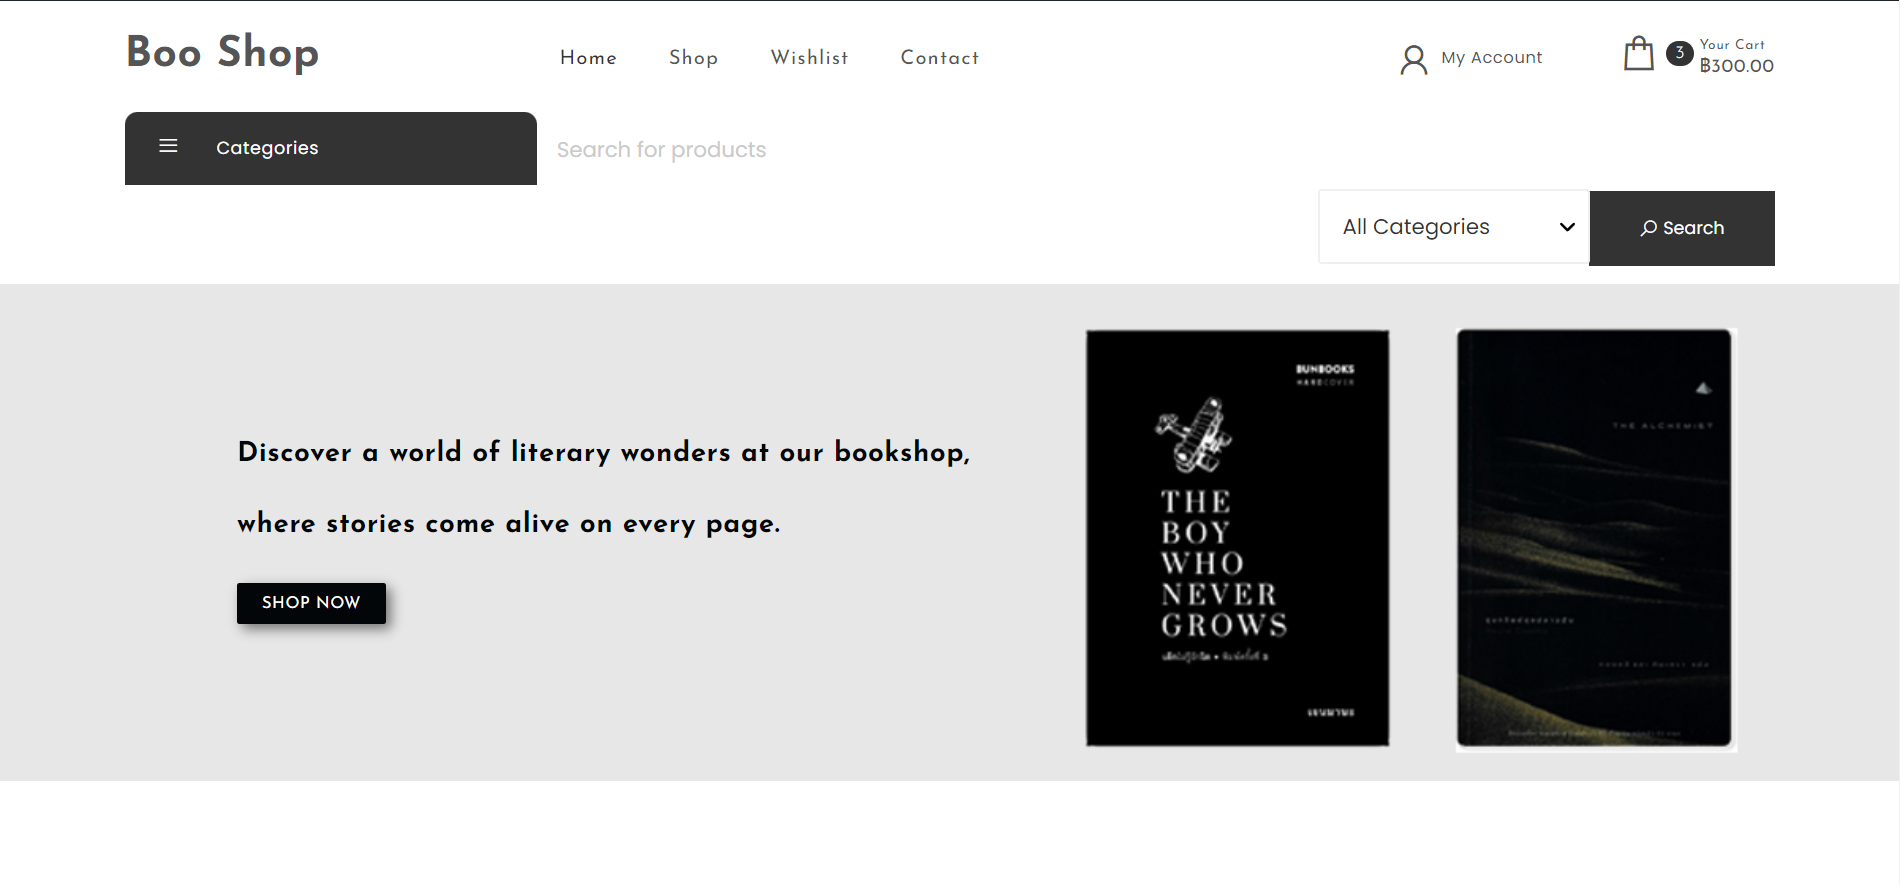 Boo Shop
Home Shop Wishlist Contact
My Account
3
Your Cart
฿300.00
Categories
Search for products
All Categories
Search
Discover a world of literary wonders at our bookshop,
where stories come alive on every page.
SHOP NOW
BUNBOOKS
HARDCOVER
THE
BOY
WHO
NEVER
GROWS
THE ALCHEMIST